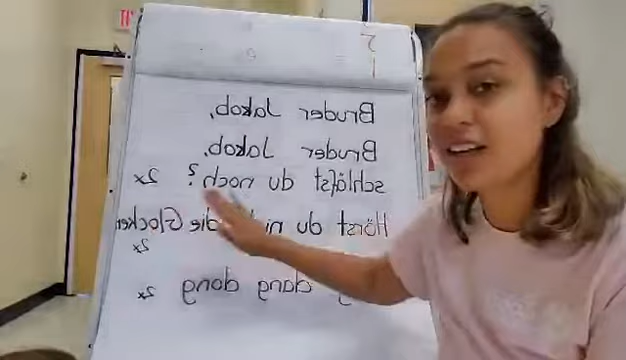 Bruder Jakob,
Bruder Jakob,
schläfst du noch? 2x
Hörst du die Glocken
2x
dang dong 2x